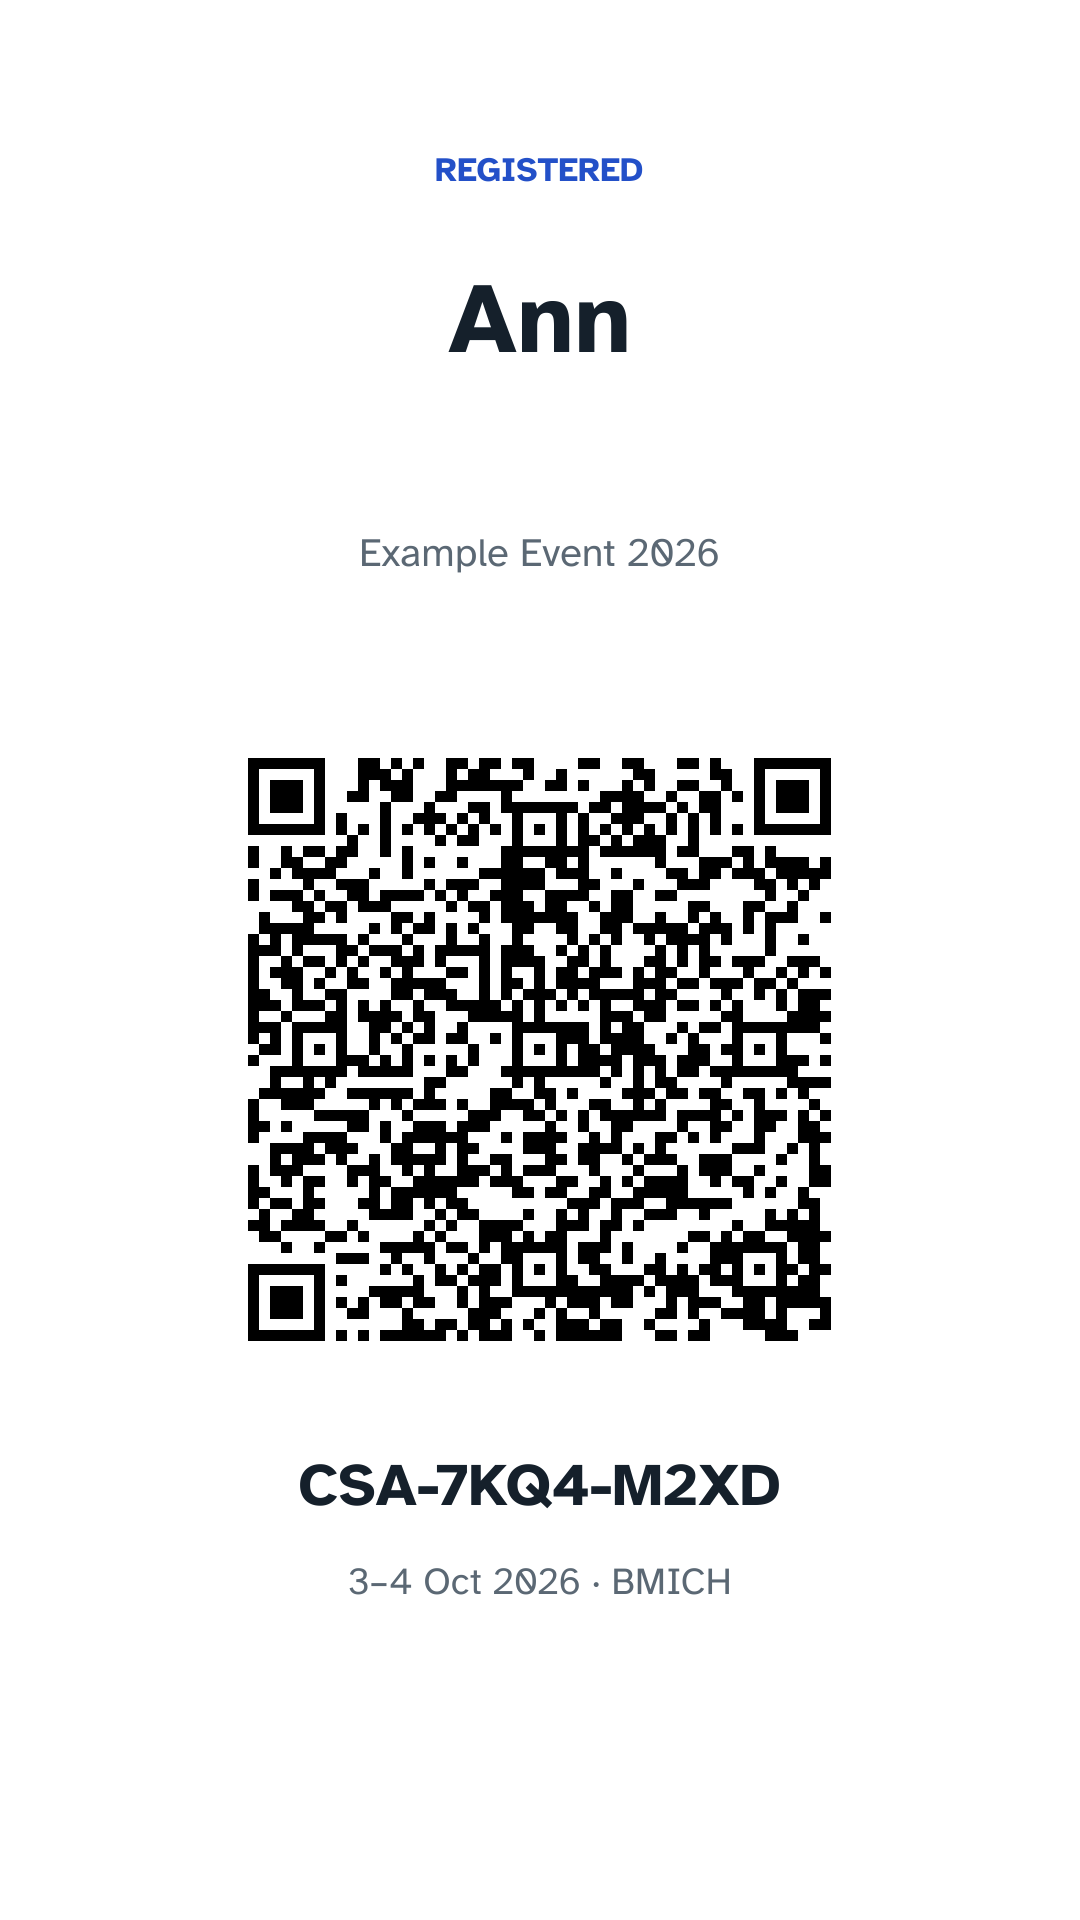 REGISTERED
Ann
Example Event 2026
CSA-7KQ4-M2XD
3–4 Oct 2026 · BMICH